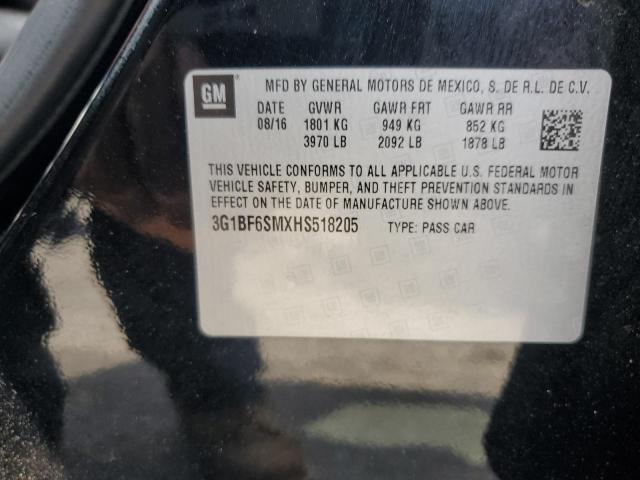 GM
MFD BY GENERAL MOTORS DE MEXICO, S. DE R.L. DE C.V.
DATE GVWR GAWR FRT GAWR RR
08/16 1801 KG 949 KG 852 KG
3970 LB 2092 LB 1878 LB
THIS VEHICLE CONFORMS TO ALL APPLICABLE U.S. FEDERAL MOTOR
VEHICLE SAFETY, BUMPER, AND THEFT PREVENTION STANDARDS IN
EFFECT ON THE DATE OF MANUFACTURE SHOWN ABOVE.
3G1BF6SMXHS518205 TYPE: PASS CAR